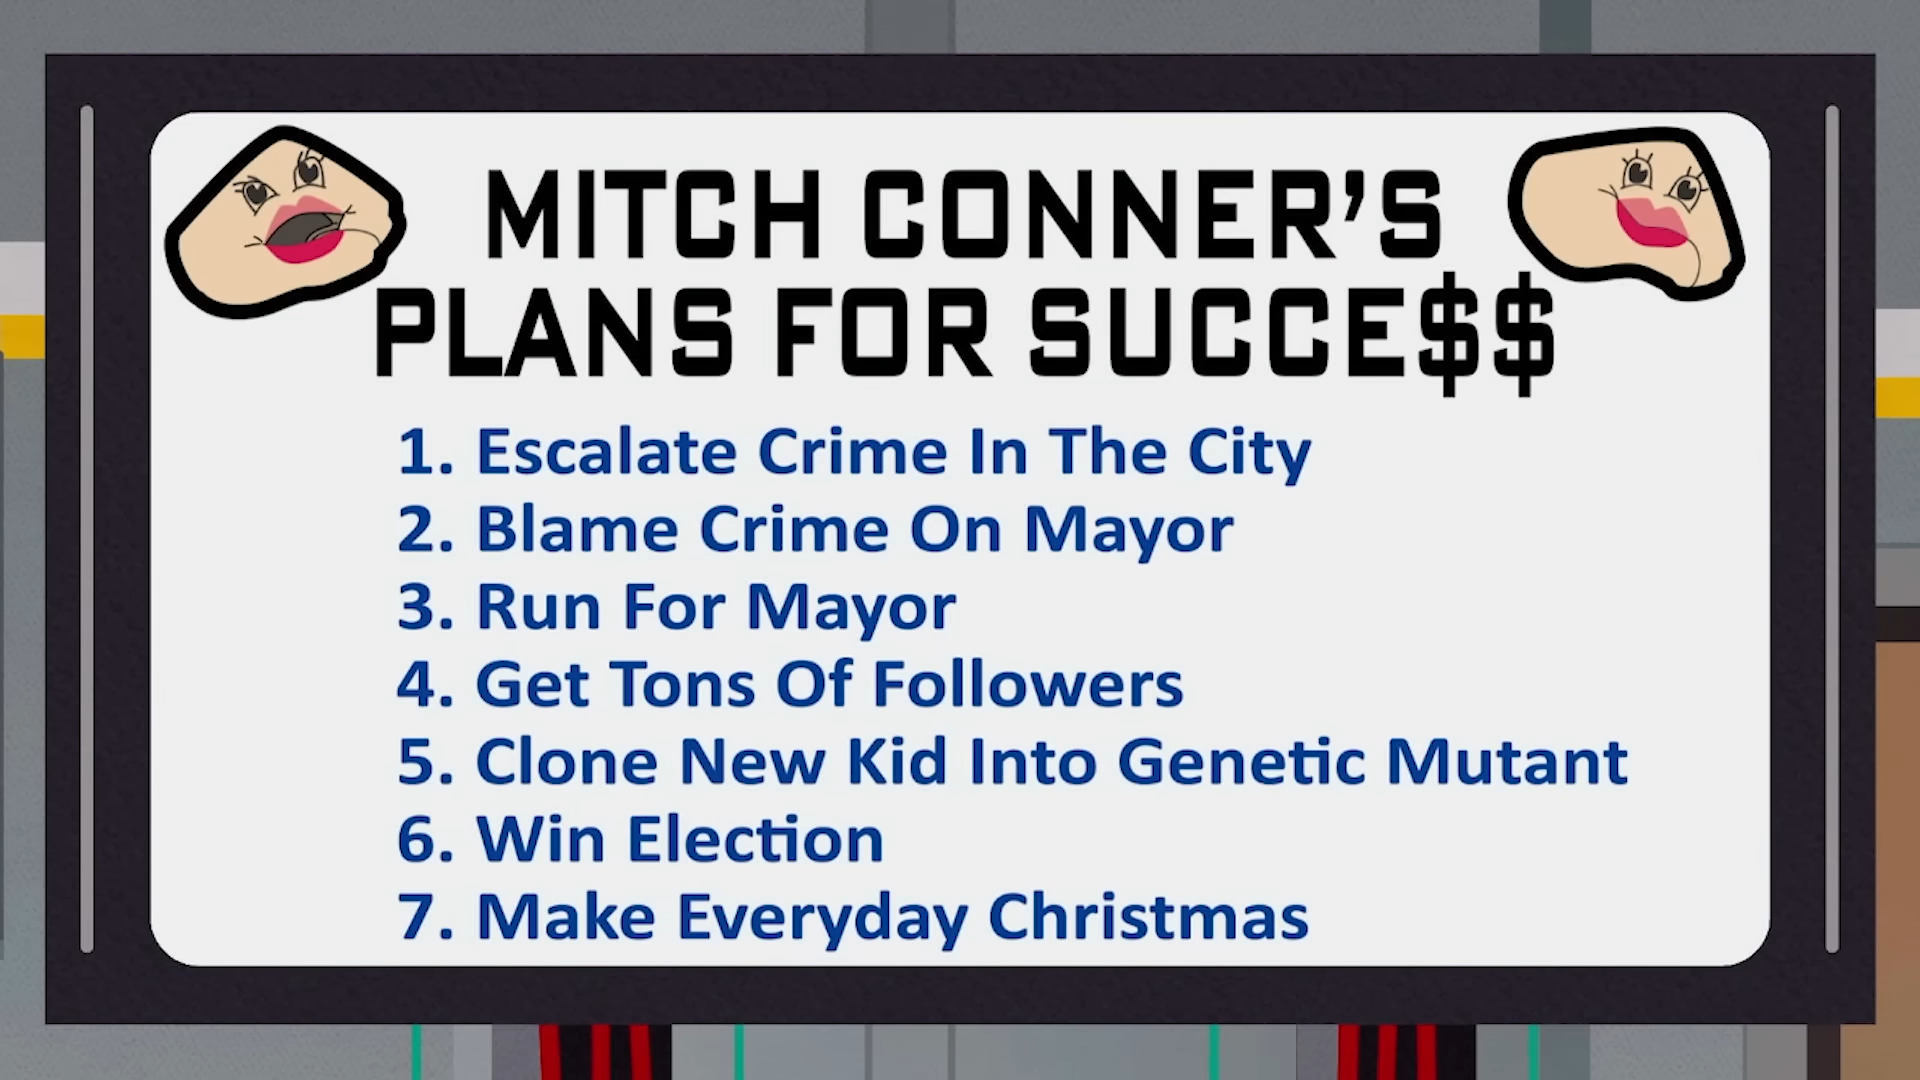 MITCH CONNER'S
PLANS FOR SUCCE$$
1. Escalate Crime In The City
2. Blame Crime On Mayor
3. Run For Mayor
4. Get Tons Of Followers
5. Clone New Kid Into Genetic Mutant
6. Win Election
7. Make Everyday Christmas